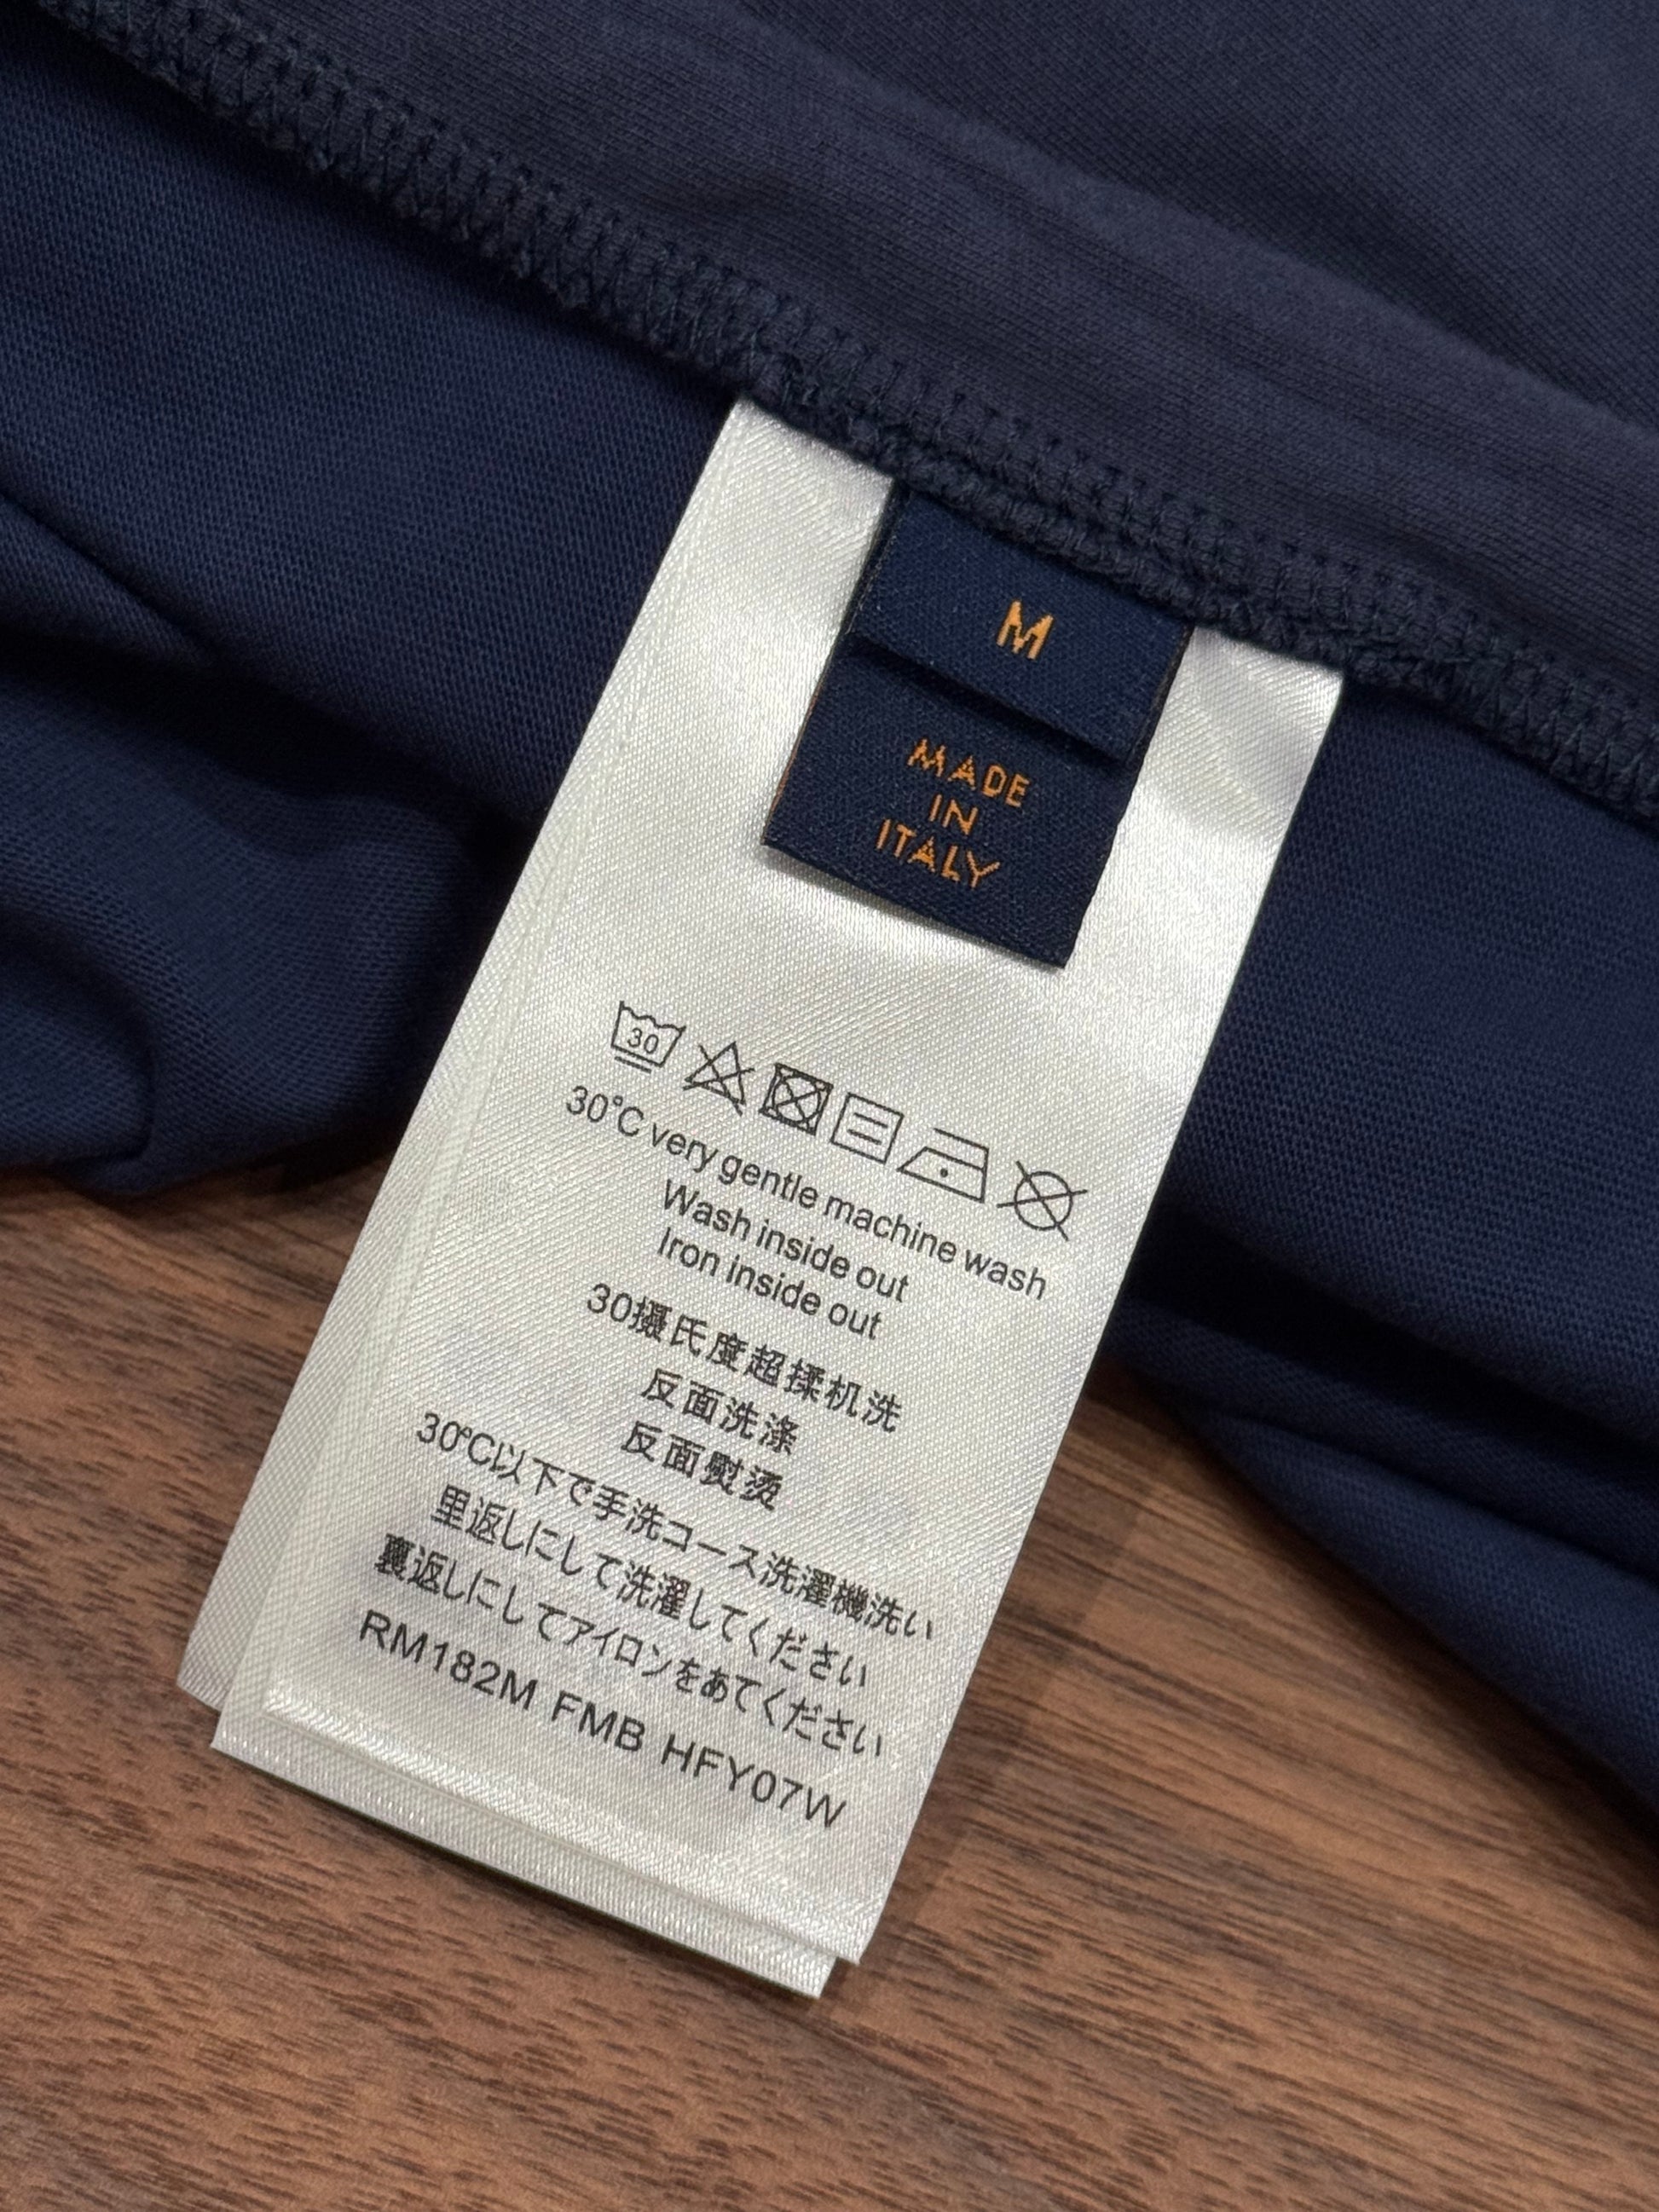 M
MADE
IN
ITALY
30
30°C very gentle machine wash
Wash inside out
Iron inside out
30攝氏度超揉机洗
反面洗涤
反面熨烫
30℃以下で手洗コース洗濯機洗い
里返しにして洗濯してください
裏返しにしてアイロンをあてください
RM182M FMB HFY07W